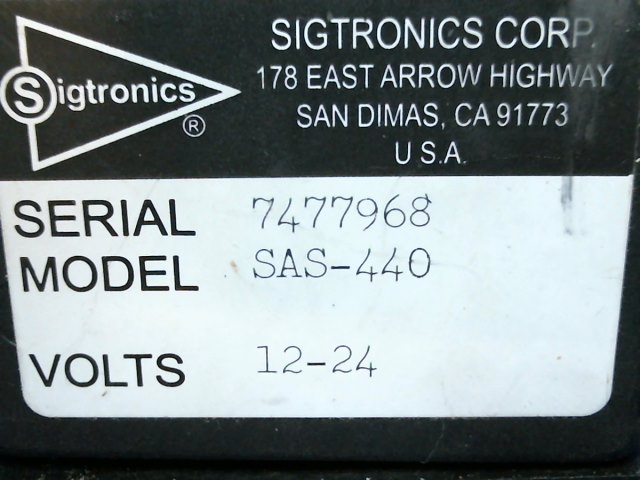 Sigtronics
®
SIGTRONICS CORP.
178 EAST ARROW HIGHWAY
SAN DIMAS, CA 91773
U.S.A.
SERIAL 7477968
MODEL SAS-440
VOLTS 12-24